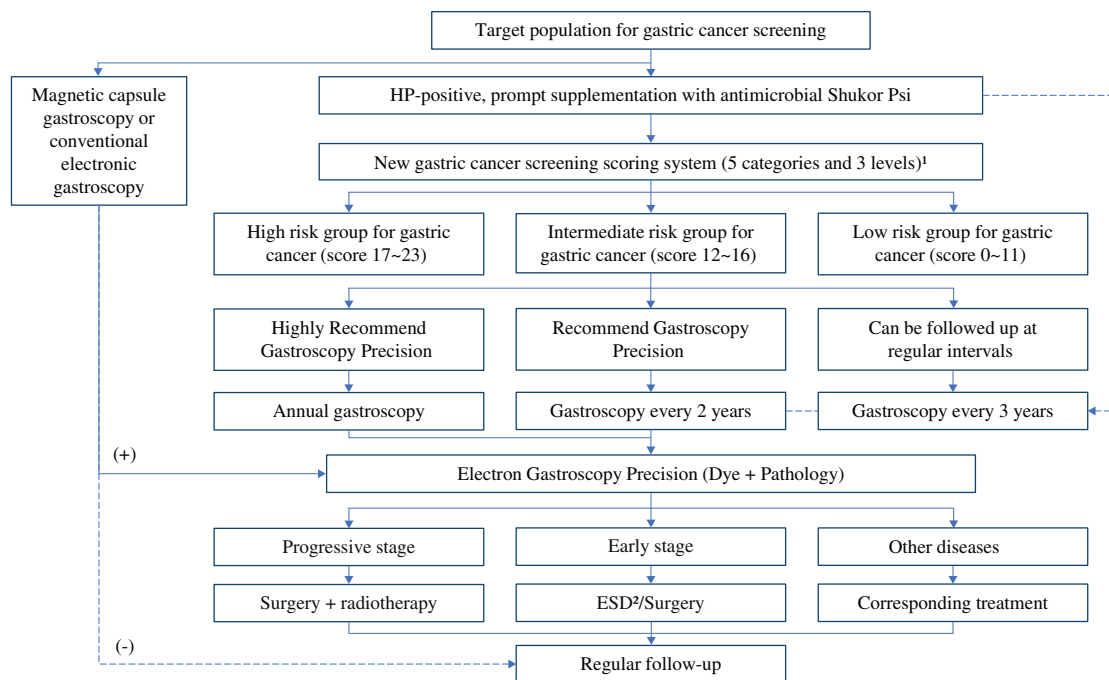 Target population for gastric cancer screening
Magnetic capsule
gastroscopy or
conventional
electronic
gastroscopy
HP-positive, prompt supplementation with antimicrobial Shukor Psi
New gastric cancer screening scoring system (5 categories and 3 levels)¹
High risk group for gastric
cancer (score 17~23)
Intermediate risk group for
gastric cancer (score 12~16)
Low risk group for gastric
cancer (score 0~11)
Highly Recommend
Gastroscopy Precision
Recommend Gastroscopy
Precision
Can be followed up at
regular intervals
Annual gastroscopy
Gastroscopy every 2 years
Gastroscopy every 3 years
(+)
Electron Gastroscopy Precision (Dye + Pathology)
Progressive stage
Early stage
Other diseases
Surgery + radiotherapy
ESD²/Surgery
Corresponding treatment
(-)
Regular follow-up